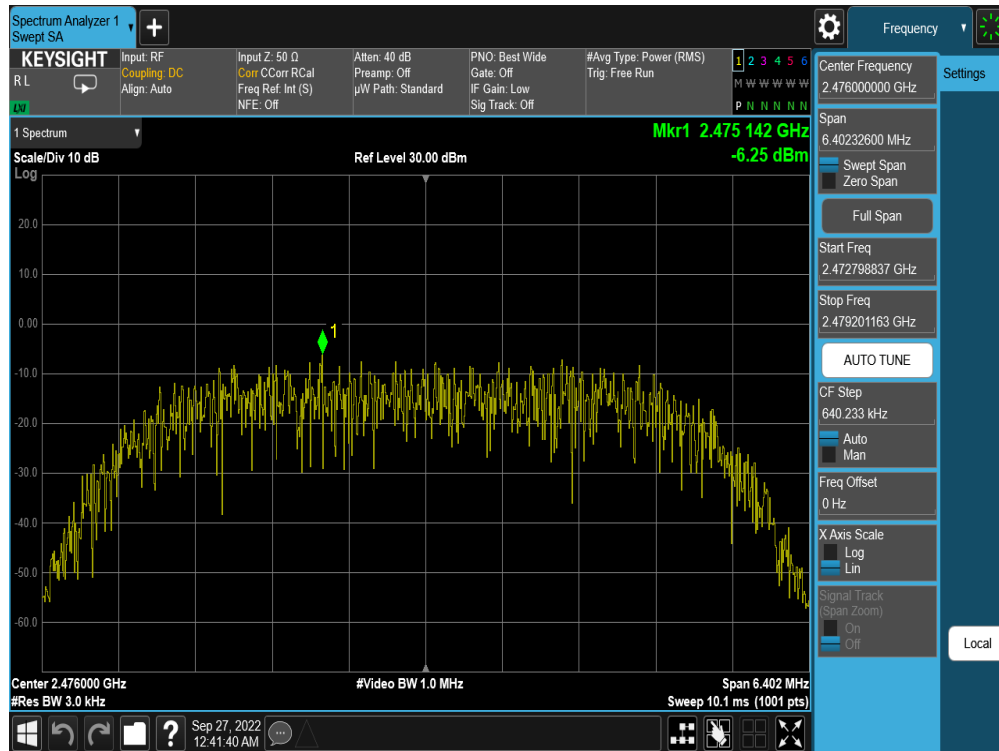 Spectrum Analyzer 1
Swept SA
+
Frequency
KEYSIGHT
R L
LXI
Input: RF
Coupling: DC
Align: Auto
Input Z: 50 Ω
Corr CCorr RCal
Freq Ref: Int (S)
NFE: Off
Atten: 40 dB
Preamp: Off
µW Path: Standard
PNO: Best Wide
Gate: Off
IF Gain: Low
Sig Track: Off
#Avg Type: Power (RMS)
Trig: Free Run
1 2 3 4 5 6
M W W W W W
P N N N N N
1 Spectrum
Scale/Div 10 dB
Log
Ref Level 30.00 dBm
Mkr1 2.475 142 GHz
-6.25 dBm
20.0
10.0
0.00
-10.0
-20.0
-30.0
-40.0
-50.0
-60.0
1
Center 2.476000 GHz
#Res BW 3.0 kHz
#Video BW 1.0 MHz
Span 6.402 MHz
Sweep 10.1 ms (1001 pts)
Center Frequency
2.476000000 GHz
Span
6.40232600 MHz
Swept Span
Zero Span
Full Span
Start Freq
2.472798837 GHz
Stop Freq
2.479201163 GHz
AUTO TUNE
CF Step
640.233 kHz
Auto
Man
Freq Offset
0 Hz
X Axis Scale
Log
Lin
Signal Track
(Span Zoom)
On
Off
Settings
Local
?
Sep 27, 2022
12:41:40 AM